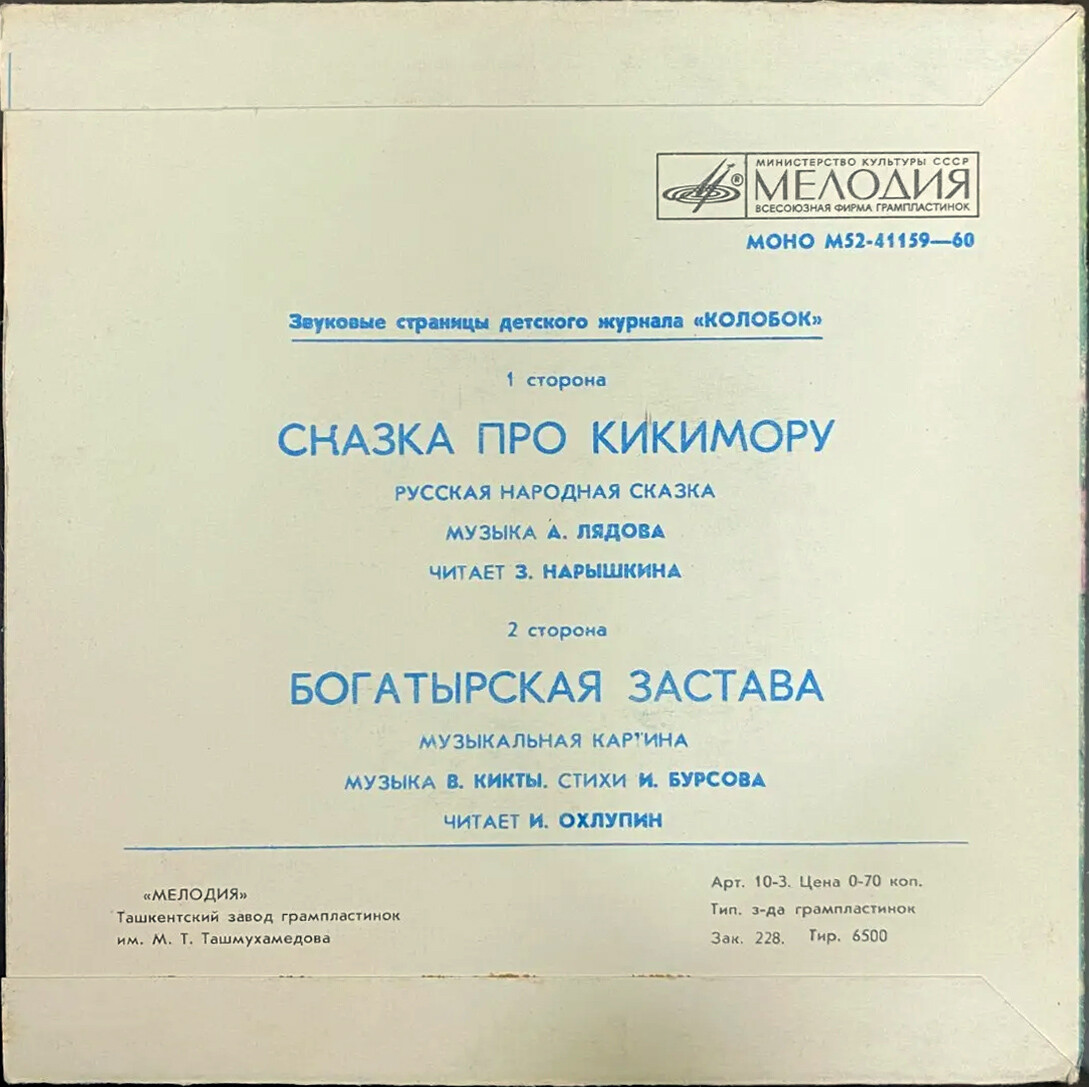 МИНИСТЕРСТВО КУЛЬТУРЫ СССР
®
МЕЛОДИЯ
ВСЕСОЮЗНАЯ ФИРМА ГРАМПЛАСТИНОК
МОНО М52-41159—60
Звуковые страницы детского журнала «КОЛОБОК»
1 сторона
СКАЗКА ПРО КИКИМОРУ
РУССКАЯ НАРОДНАЯ СКАЗКА
МУЗЫКА А. ЛЯДОВА
ЧИТАЕТ З. НАРЫШКИНА
2 сторона
БОГАТЫРСКАЯ ЗАСТАВА
МУЗЫКАЛЬНАЯ КАРТИНА
МУЗЫКА В. КИКТЫ. СТИХИ И. БУРСОВА
ЧИТАЕТ И. ОХЛУПИН
«МЕЛОДИЯ»
Ташкентский завод грампластинок
им. М. Т. Ташмухамедова
Арт. 10-3. Цена 0-70 коп.
Тип. з-да грампластинок
Зак. 228. Тир. 6500